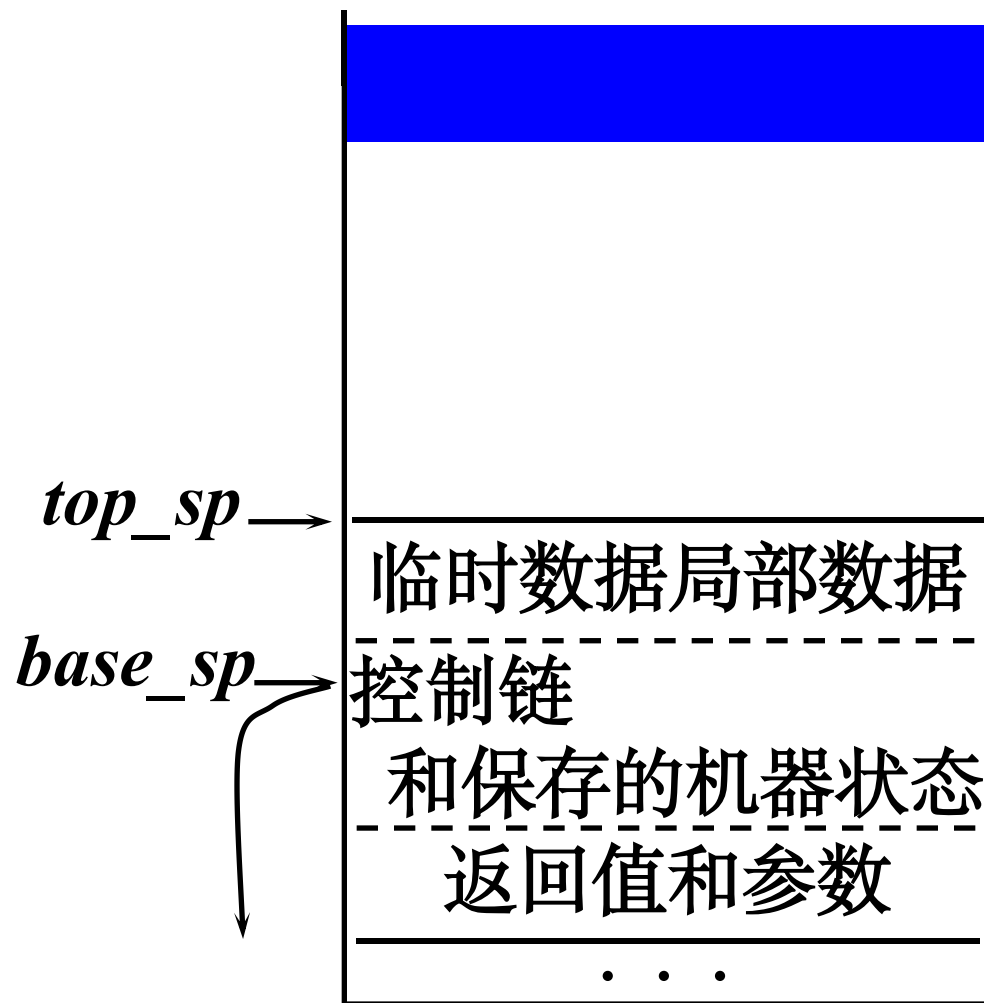 top_sp
临时数据局部数据
base_sp
控制链
和保存的机器状态
返回值和参数
. . .